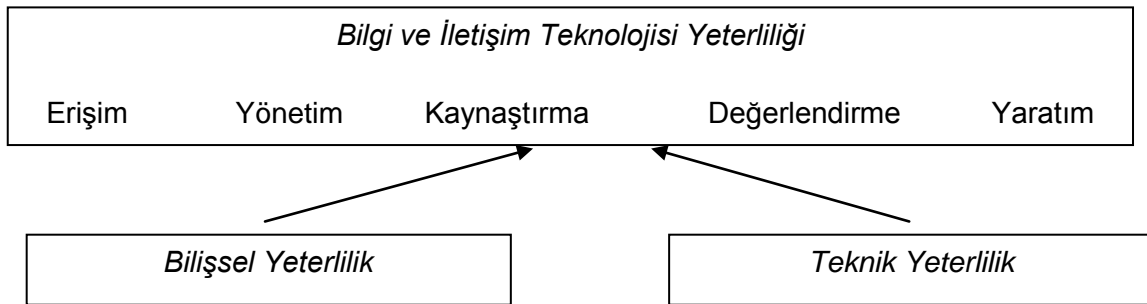 Bilgi ve İletişim Teknolojisi Yeterliliği
Erişim Yönetim Kaynaştırma Değerlendirme Yaratım
Bilişsel Yeterlilik Teknik Yeterlilik